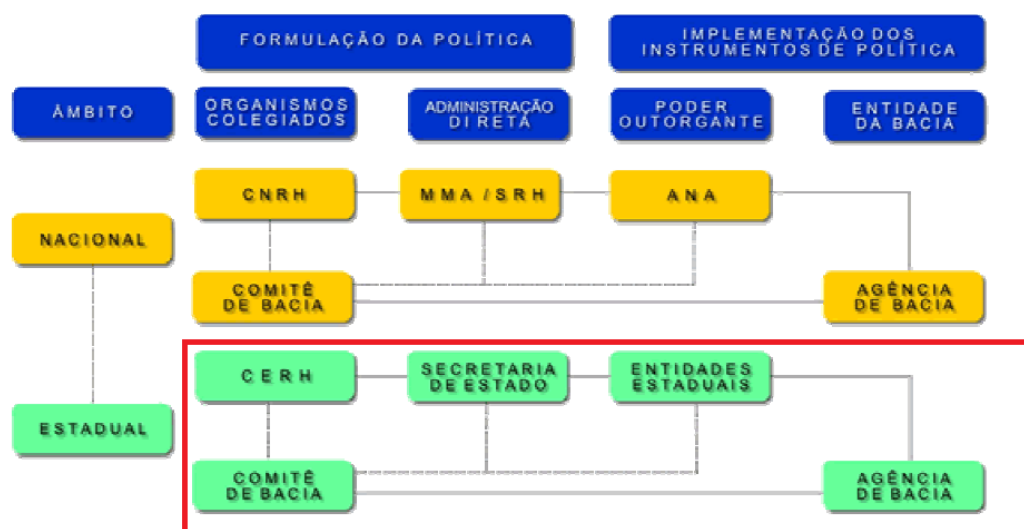 FORMULAÇÃO DA POLÍTICA
IMPLEMENTAÇÃO DOS
INSTRUMENTOS DE POLÍTICA
ÂMBITO
ORGANISMOS
COLEGIADOS
ADMINISTRAÇÃO
DIRETA
PODER
OUTORGANTE
ENTIDADE
DA BACIA
CNRH
MMA / SRH
ANA
NACIONAL
COMITÊ
DE BACIA
AGÊNCIA
DE BACIA
CERH
SECRETARIA
DE ESTADO
ENTIDADES
ESTADUAIS
ESTADUAL
COMITÊ
DE BACIA
AGÊNCIA
DE BACIA